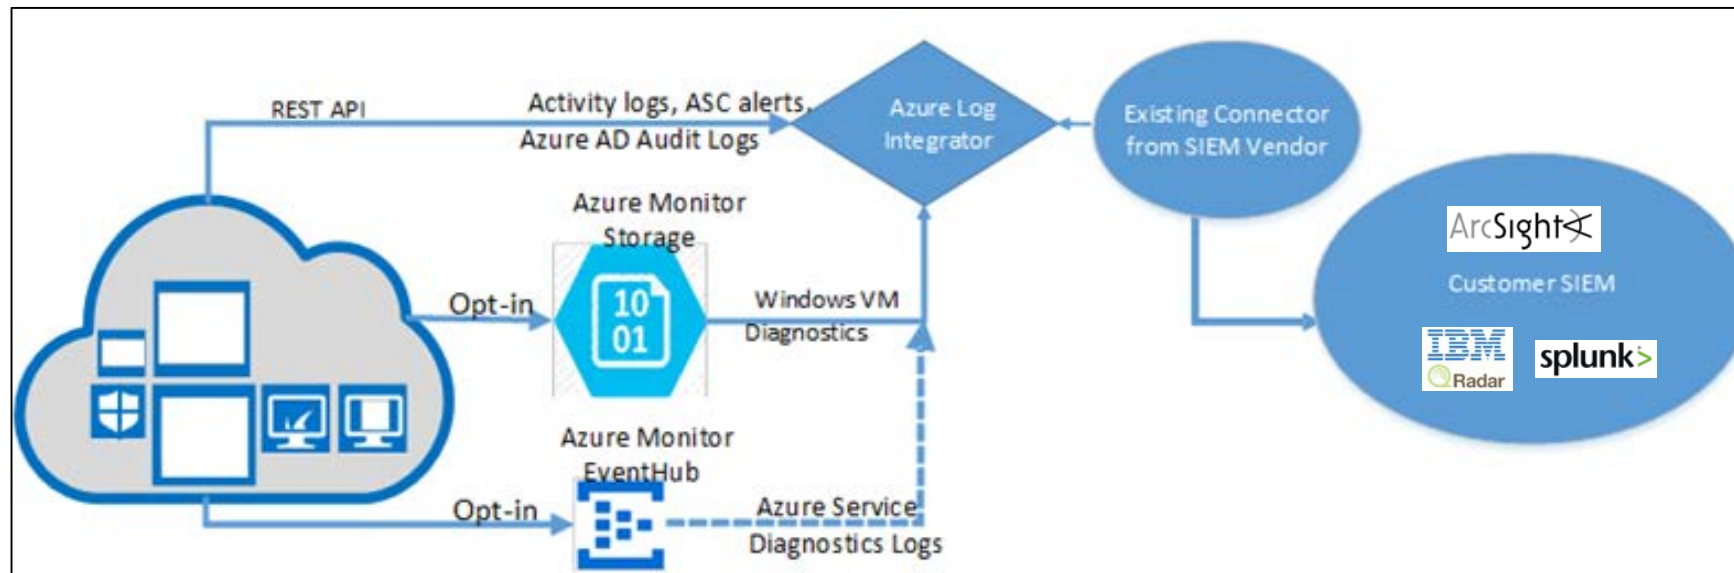 REST API
Activity logs, ASC alerts,
Azure AD Audit Logs
Azure Log
Integrator
Existing Connector
from SIEM Vendor
Azure Monitor
Storage
Opt-in
10
01
Windows VM
Diagnostics
ArcSight
Customer SIEM
IBM
QRadar
splunk>
Azure Monitor
EventHub
Opt-in
Azure Service
Diagnostics Logs